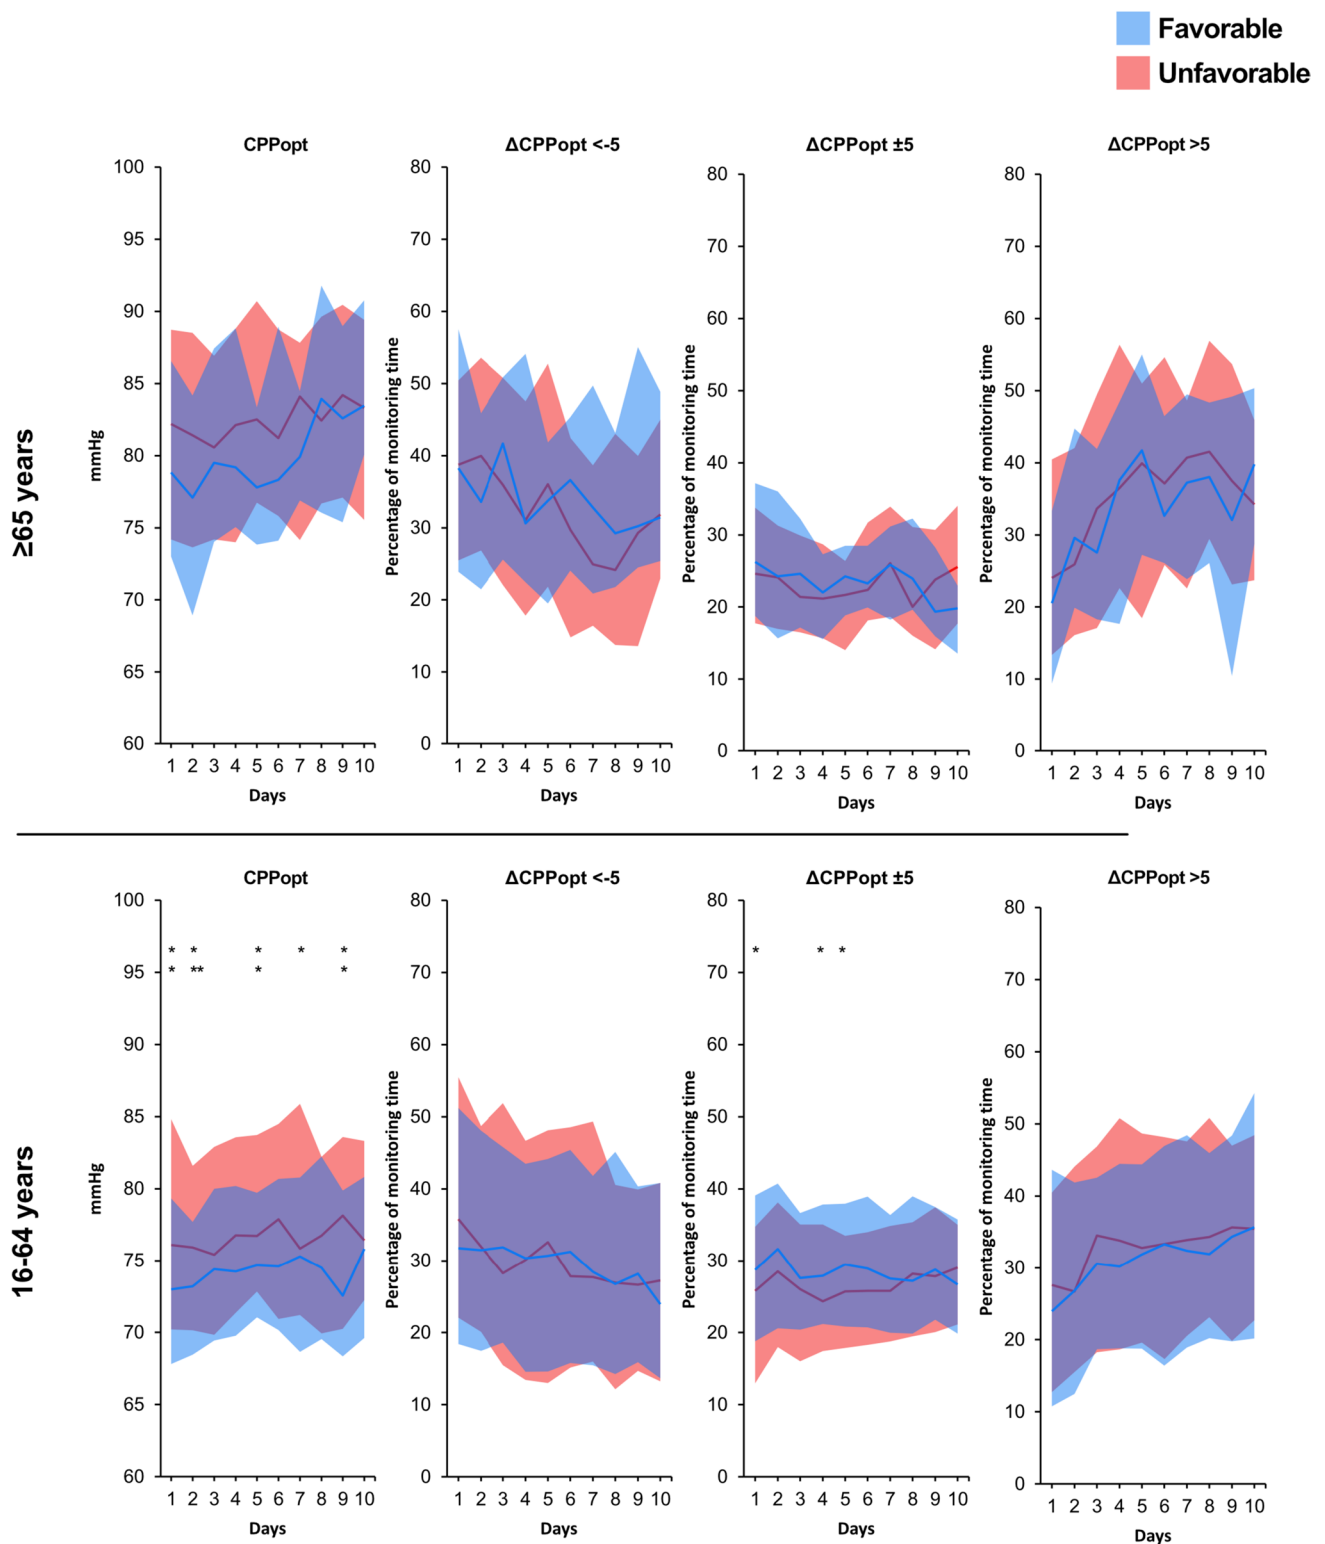 Favorable
Unfavorable
≥65 years
CPPopt
mmHg
100
95
90
85
80
75
70
65
60
1 2 3 4 5 6 7 8 9 10
Days
ΔCPPopt <-5
Percentage of monitoring time
80
70
60
50
40
30
20
10
0
1 2 3 4 5 6 7 8 9 10
Days
ΔCPPopt ±5
Percentage of monitoring time
80
70
60
50
40
30
20
10
0
1 2 3 4 5 6 7 8 9 10
Days
ΔCPPopt >5
Percentage of monitoring time
80
70
60
50
40
30
20
10
0
1 2 3 4 5 6 7 8 9 10
Days
16-64 years
CPPopt
mmHg
100
95
90
85
80
75
70
65
60
* * * * *
* ** * *
1 2 3 4 5 6 7 8 9 10
Days
ΔCPPopt <-5
Percentage of monitoring time
80
70
60
50
40
30
20
10
0
1 2 3 4 5 6 7 8 9 10
Days
ΔCPPopt ±5
Percentage of monitoring time
80
70
60
50
40
30
20
10
0
* * *
1 2 3 4 5 6 7 8 9 10
Days
ΔCPPopt >5
Percentage of monitoring time
80
70
60
50
40
30
20
10
0
1 2 3 4 5 6 7 8 9 10
Days